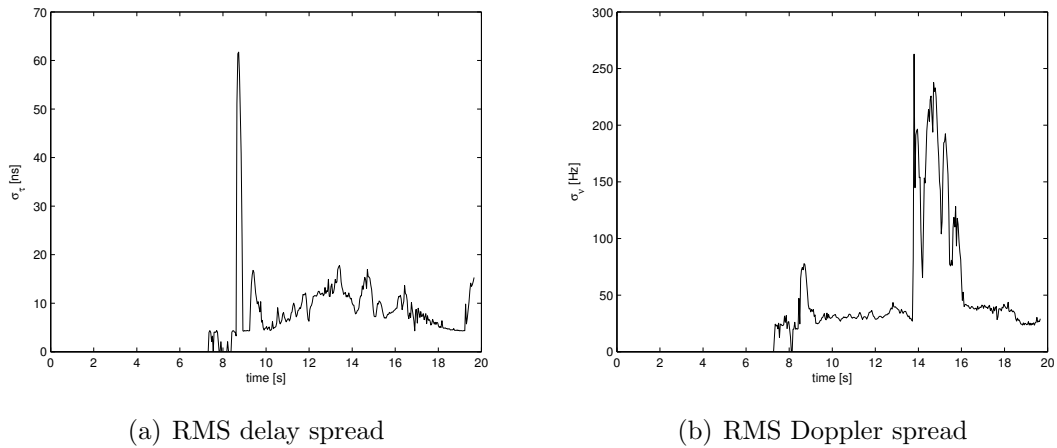 70
60
50
40
30
20
10
0
στ [ns]
0 2 4 6 8 10 12 14 16 18 20
time [s]
(a) RMS delay spread
300
250
200
150
100
50
0
σν [Hz]
0 2 4 6 8 10 12 14 16 18 20
time [s]
(b) RMS Doppler spread